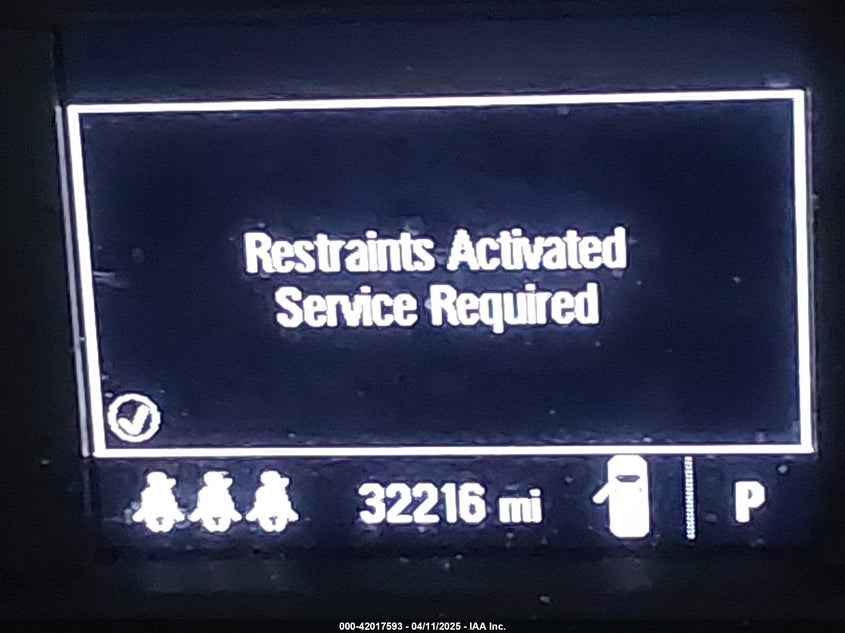 Restraints Activated
Service Required
32216 mi
P
000-42017593 - 04/11/2025 - IAA Inc.